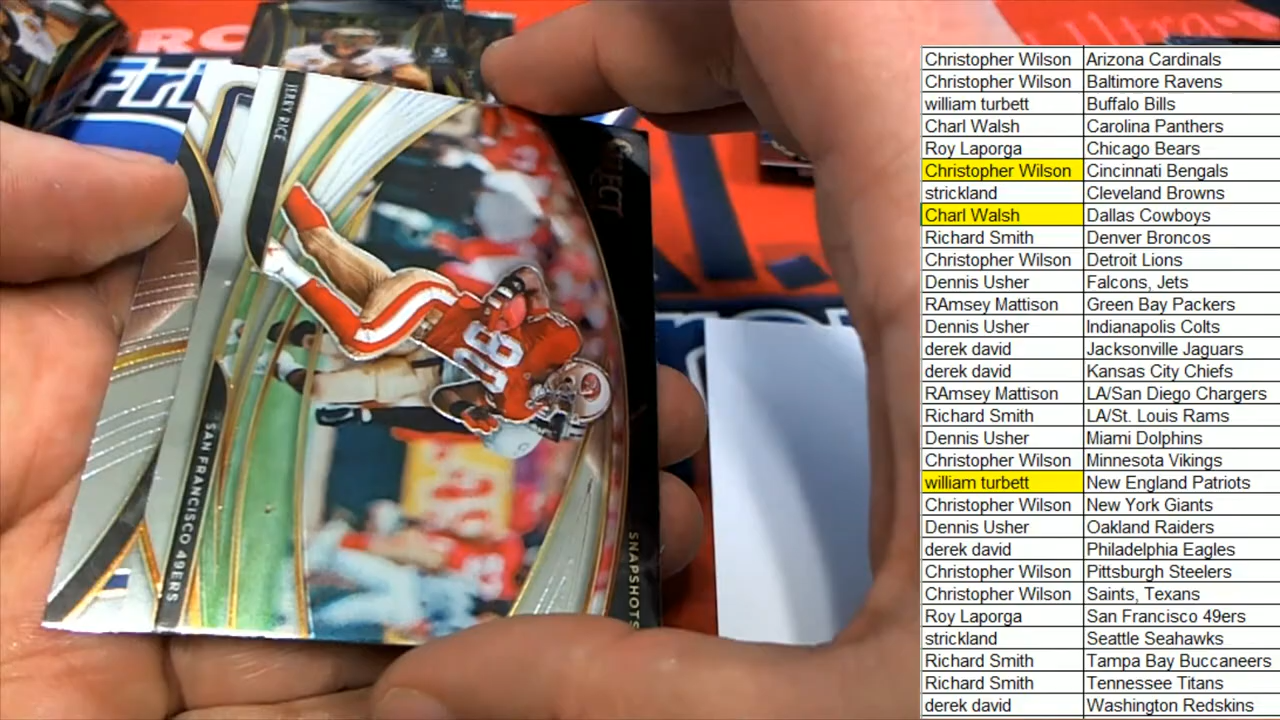 JERRY RICE
SAN FRANCISCO 49ERS
SNAPSHOTS
80
Christopher Wilson Arizona Cardinals
Christopher Wilson Baltimore Ravens
william turbett Buffalo Bills
Charl Walsh Carolina Panthers
Roy Laporga Chicago Bears
Christopher Wilson Cincinnati Bengals
strickland Cleveland Browns
Charl Walsh Dallas Cowboys
Richard Smith Denver Broncos
Christopher Wilson Detroit Lions
Dennis Usher Falcons, Jets
RAmsey Mattison Green Bay Packers
Dennis Usher Indianapolis Colts
derek david Jacksonville Jaguars
derek david Kansas City Chiefs
RAmsey Mattison LA/San Diego Chargers
Richard Smith LA/St. Louis Rams
Dennis Usher Miami Dolphins
Christopher Wilson Minnesota Vikings
william turbett New England Patriots
Christopher Wilson New York Giants
Dennis Usher Oakland Raiders
derek david Philadelphia Eagles
Christopher Wilson Pittsburgh Steelers
Christopher Wilson Saints, Texans
Roy Laporga San Francisco 49ers
strickland Seattle Seahawks
Richard Smith Tampa Bay Buccaneers
Richard Smith Tennessee Titans
derek david Washington Redskins